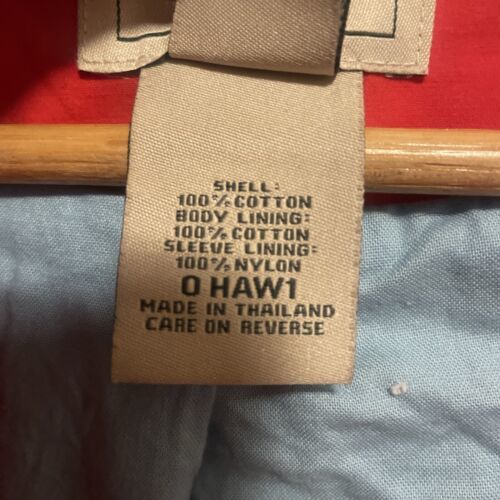 SHELL:
100% COTTON
BODY LINING:
100% COTTON
SLEEVE LINING:
100% NYLON
0 HAW1
MADE IN THAILAND
CARE ON REVERSE